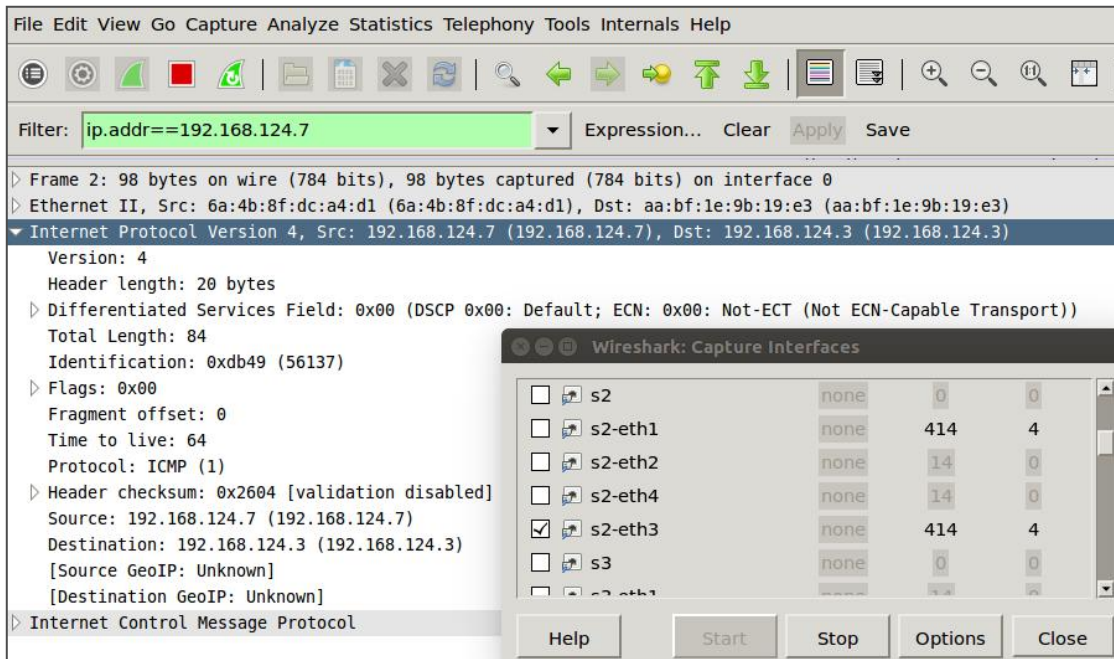 File Edit View Go Capture Analyze Statistics Telephony Tools Internals Help
Filter: ip.addr==192.168.124.7 Expression... Clear Apply Save
Frame 2: 98 bytes on wire (784 bits), 98 bytes captured (784 bits) on interface 0
Ethernet II, Src: 6a:4b:8f:dc:a4:d1 (6a:4b:8f:dc:a4:d1), Dst: aa:bf:1e:9b:19:e3 (aa:bf:1e:9b:19:e3)
Internet Protocol Version 4, Src: 192.168.124.7 (192.168.124.7), Dst: 192.168.124.3 (192.168.124.3)
Version: 4
Header length: 20 bytes
Differentiated Services Field: 0x00 (DSCP 0x00: Default; ECN: 0x00: Not-ECT (Not ECN-Capable Transport))
Total Length: 84
Identification: 0xdb49 (56137)
Flags: 0x00
Fragment offset: 0
Time to live: 64
Protocol: ICMP (1)
Header checksum: 0x2604 [validation disabled]
Source: 192.168.124.7 (192.168.124.7)
Destination: 192.168.124.3 (192.168.124.3)
[Source GeoIP: Unknown]
[Destination GeoIP: Unknown]
Internet Control Message Protocol
Wireshark: Capture Interfaces
s2 none 0 0
s2-eth1 none 414 4
s2-eth2 none 14 0
s2-eth4 none 14 0
s2-eth3 none 414 4
s3 none 0 0
Help Start Stop Options Close